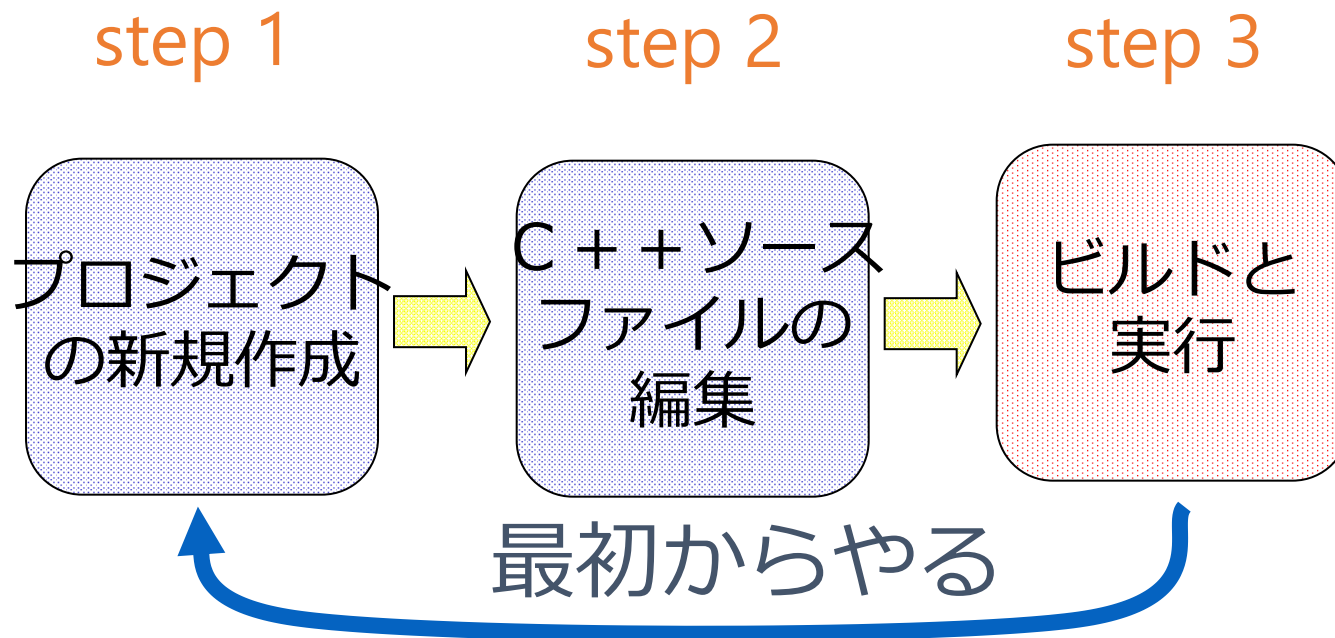 step 1
step 2
step 3
プロジェクト
の新規作成
C++ソース
ファイルの
編集
ビルドと
実行
最初からやる